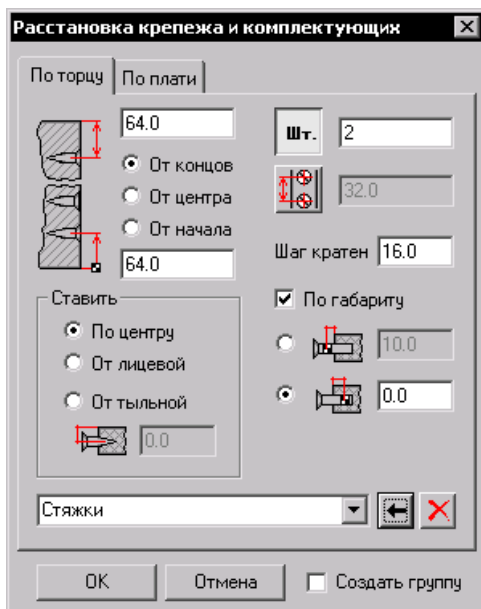 Расстановка крепежа и комплектующих
По торцу
По плати
64.0
От концов
От центра
От начала
64.0
Шт.
2
32.0
Шаг кратен
16.0
Ставить
По центру
От лицевой
От тыльной
0.0
По габариту
10.0
0.0
Стяжки
OK
Отмена
Создать группу